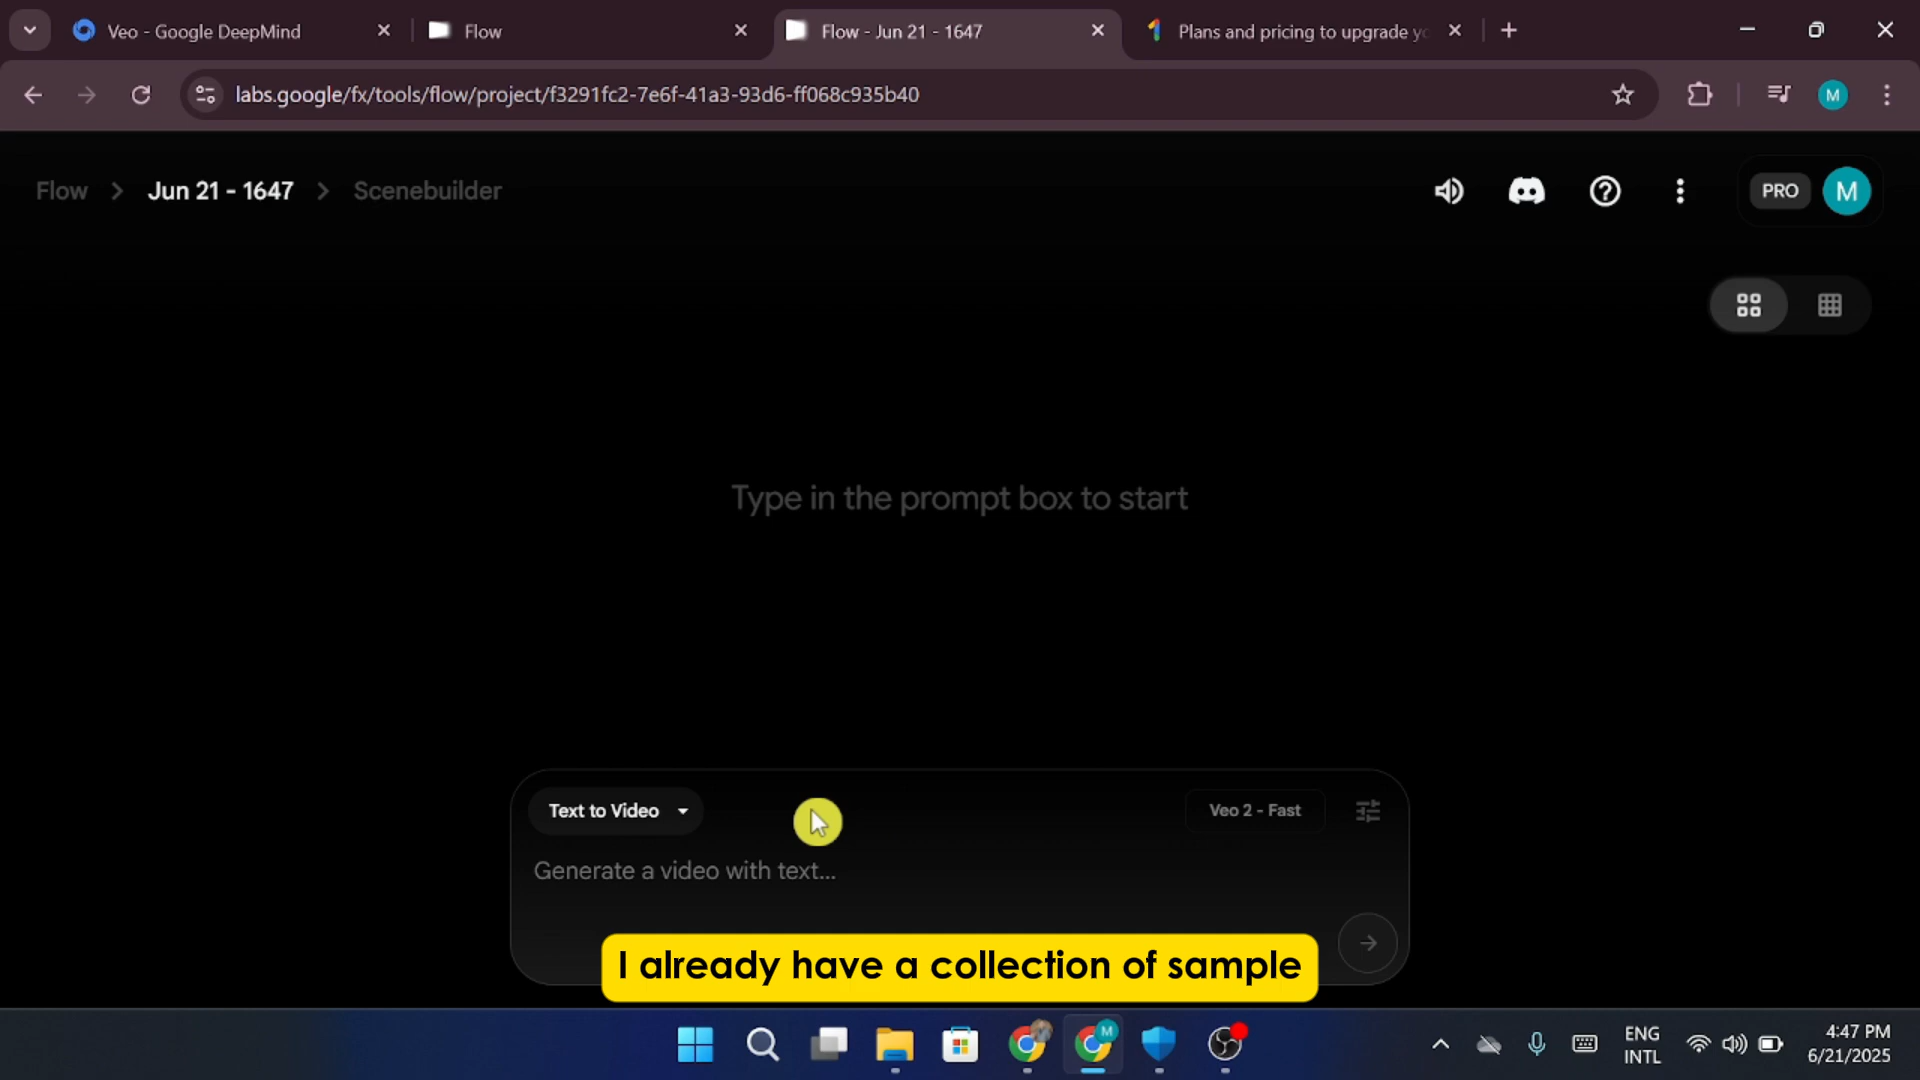 Veo - Google DeepMind
Flow
Flow - Jun 21 - 1647
Plans and pricing to upgrade
labs.google/fx/tools/flow/project/f3291fc2-7e6f-41a3-93d6-ff068c935b40
M
Flow > Jun 21 - 1647 > Scenebuilder
PRO M
Type in the prompt box to start
Text to Video
Veo 2 - Fast
Generate a video with text...
I already have a collection of sample
M
ENG
INTL
4:47 PM
6/21/2025